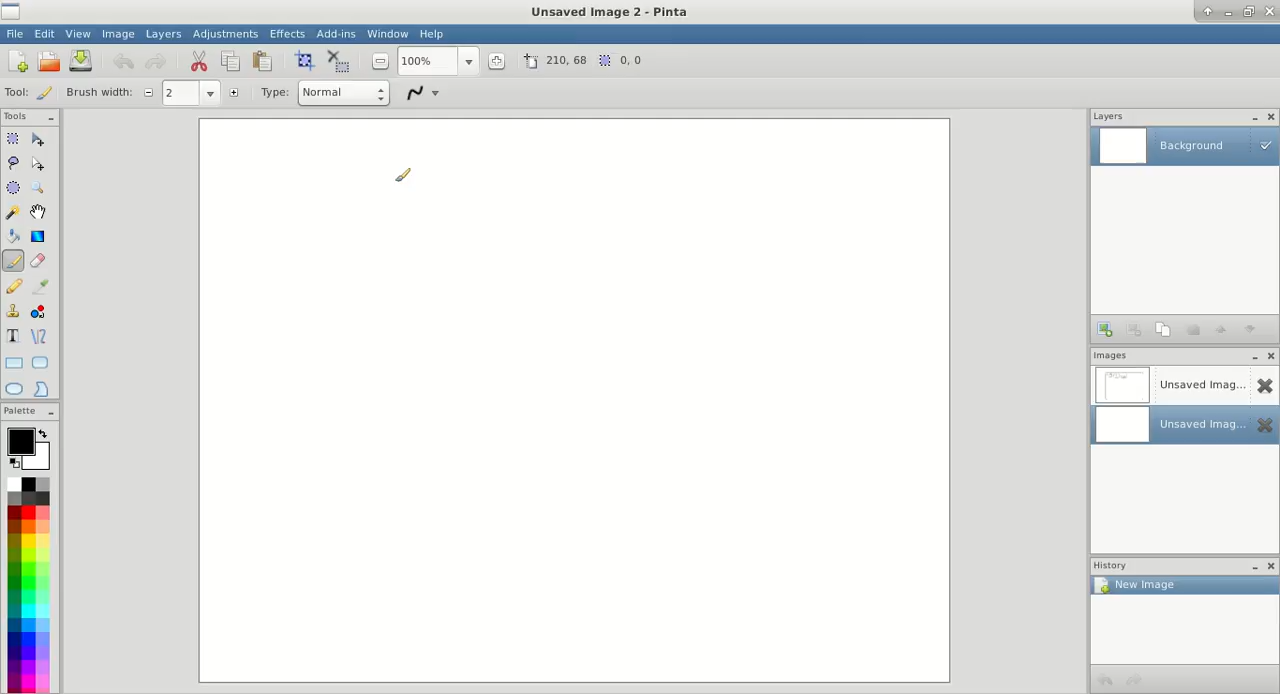 Unsaved Image 2 - Pinta
File Edit View Image Layers Adjustments Effects Add-ins Window Help
100% 210, 68 0, 0
Tool: Brush width: 2 Type: Normal
Tools
Layers
Background
Palette
Images
Unsaved Imag...
Unsaved Imag...
History
New Image